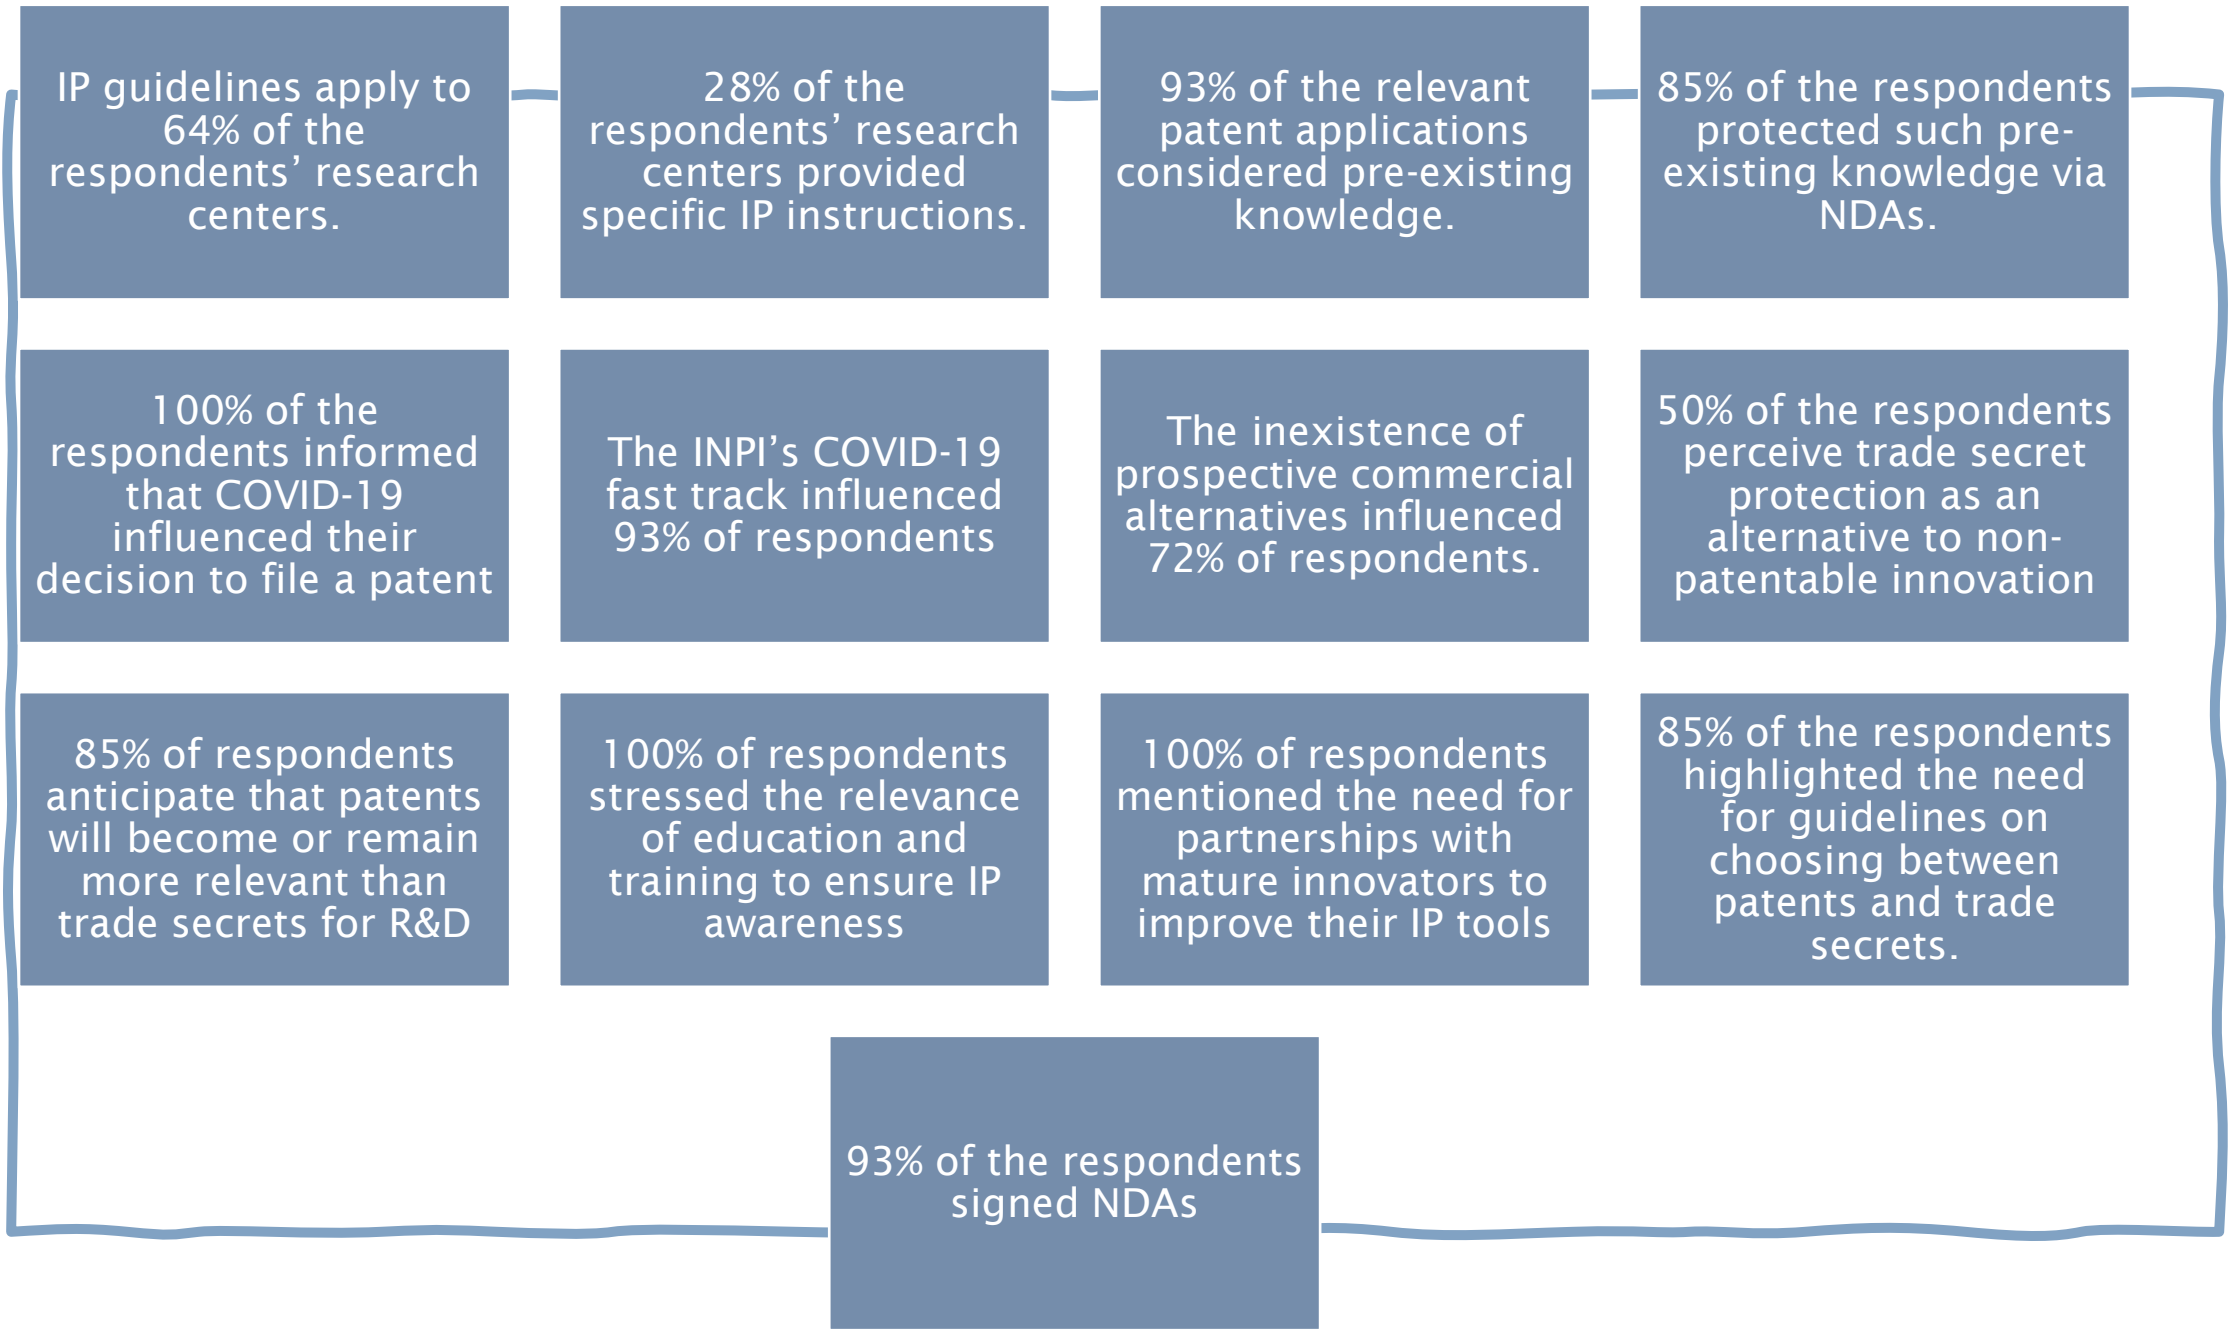 IP guidelines apply to
64% of the
respondents’ research
centers.
28% of the
respondents’ research
centers provided
specific IP instructions.
93% of the relevant
patent applications
considered pre-existing
knowledge.
85% of the respondents
protected such pre-
existing knowledge via
NDAs.
100% of the
respondents informed
that COVID-19
influenced their
decision to file a patent
The INPI’s COVID-19
fast track influenced
93% of respondents
The inexistence of
prospective commercial
alternatives influenced
72% of respondents.
50% of the respondents
perceive trade secret
protection as an
alternative to non-
patentable innovation
85% of respondents
anticipate that patents
will become or remain
more relevant than
trade secrets for R&D
100% of respondents
stressed the relevance
of education and
training to ensure IP
awareness
100% of respondents
mentioned the need for
partnerships with
mature innovators to
improve their IP tools
85% of the respondents
highlighted the need
for guidelines on
choosing between
patents and trade
secrets.
93% of the respondents
signed NDAs